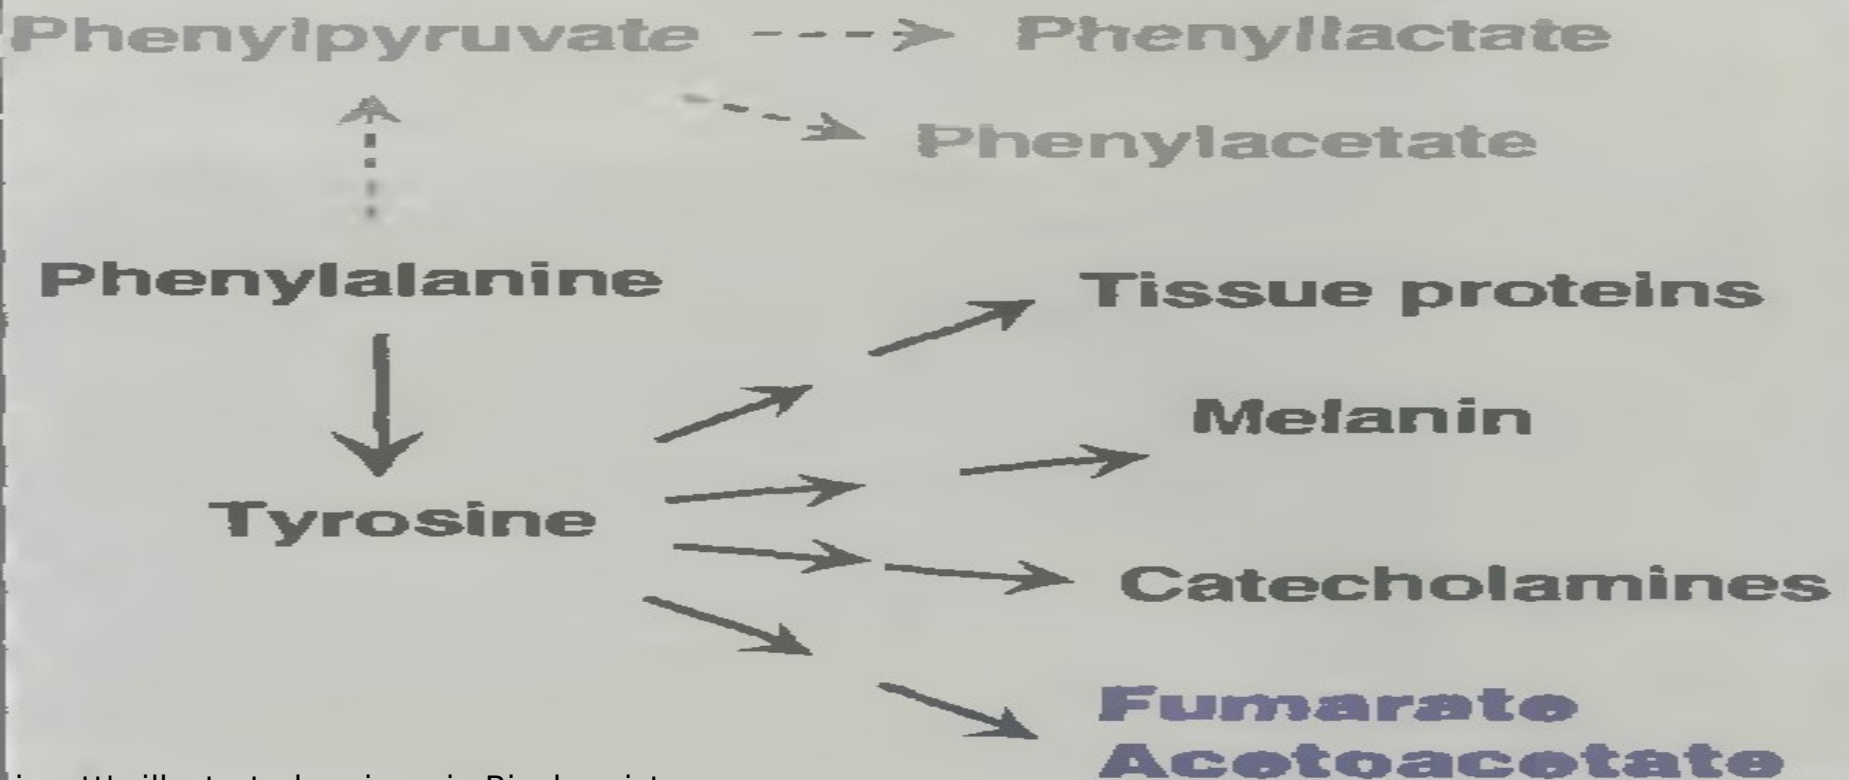 Phenylpyruvate Phenyllactate
Phenylacetate
Phenylalanine
Tissue proteins
Melanin
Tyrosine
Catecholamines
Fumarate
Acetoacetate